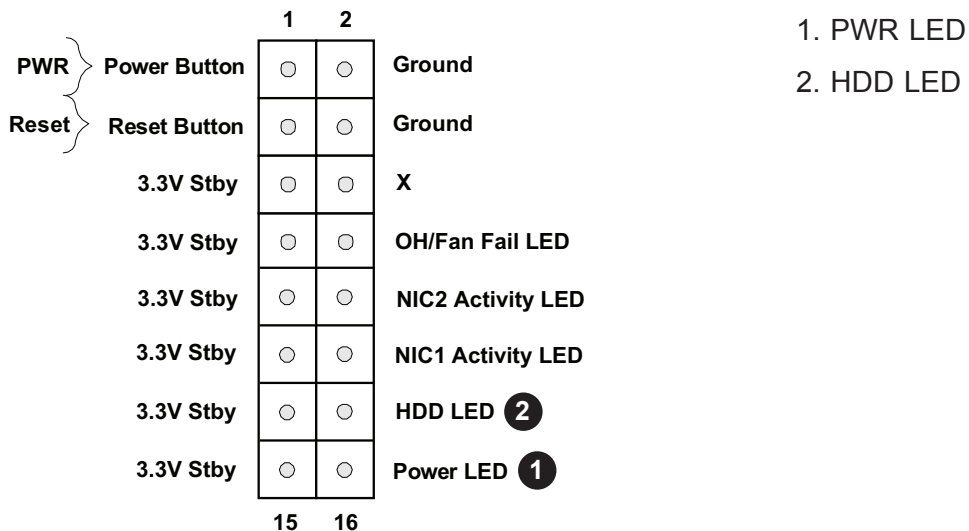 1 2
PWR Power Button Ground
Reset Reset Button Ground
3.3V Stby X
3.3V Stby OH/Fan Fail LED
3.3V Stby NIC2 Activity LED
3.3V Stby NIC1 Activity LED
3.3V Stby HDD LED 2
3.3V Stby Power LED 1
15 16
1. PWR LED
2. HDD LED